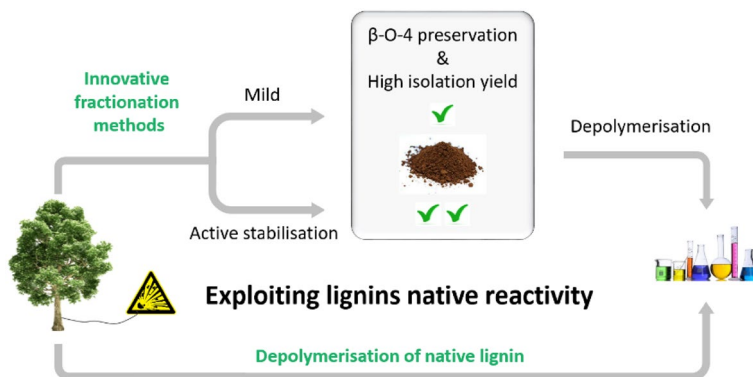 Innovative
fractionation
methods
Mild
Active stabilisation
β-O-4 preservation
&
High isolation yield
Depolymerisation
Exploiting lignins native reactivity
Depolymerisation of native lignin